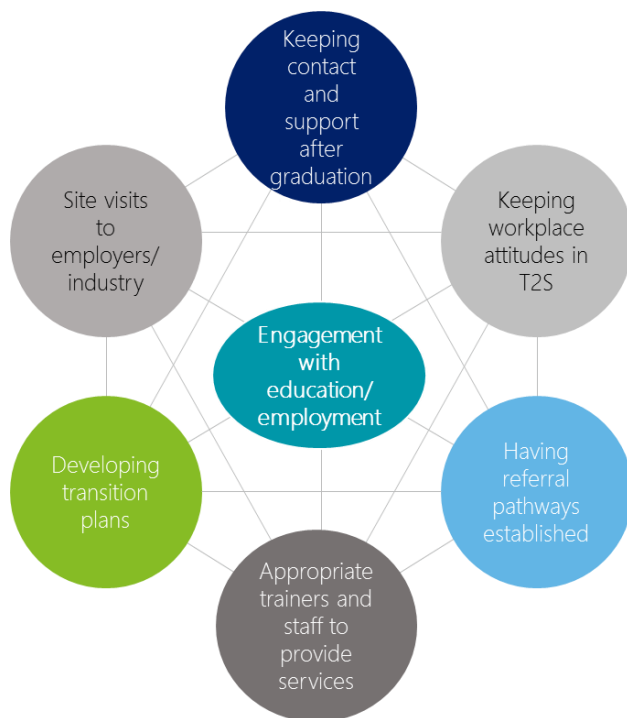 Keeping
contact
and
support
after
graduation
Site visits
to
employers/
industry
Keeping
workplace
attitudes in
T2S
Engagement
with
education/
employment
Developing
transition
plans
Having
referral
pathways
established
Appropriate
trainers and
staff to
provide
services